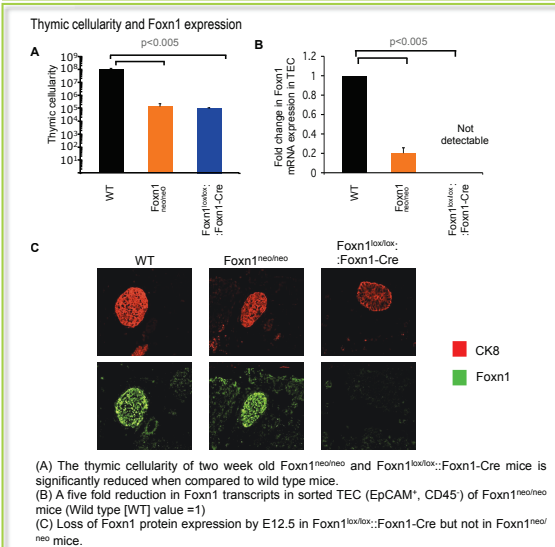 Thymic cellularity and Foxn1 expression
A
p<0.005
Thymic cellularity
10⁹
10⁸
10⁷
10⁶
10⁵
10⁴
10³
10²
10¹
WT
Foxn1
neo/neo
Foxn1lox/lox:
:Foxn1-Cre
B
p<0.005
Fold change in Foxn1
mRNA expression in TEC
1.2
1
0.8
0.6
0.4
0.2
0
Not
detectable
WT
Foxn1
neo/neo
Foxn1lox/lox:
:Foxn1-Cre
C
WT
Foxn1neo/neo
Foxn1lox/lox:
:Foxn1-Cre
CK8
Foxn1
(A) The thymic cellularity of two week old Foxn1neo/neo and Foxn1lox/lox::Foxn1-Cre mice is
significantly reduced when compared to wild type mice.
(B) A five fold reduction in Foxn1 transcripts in sorted TEC (EpCAM⁺, CD45⁻) of Foxn1neo/neo
mice (Wild type [WT] value =1)
(C) Loss of Foxn1 protein expression by E12.5 in Foxn1lox/lox::Foxn1-Cre but not in Foxn1neo/
neo mice.